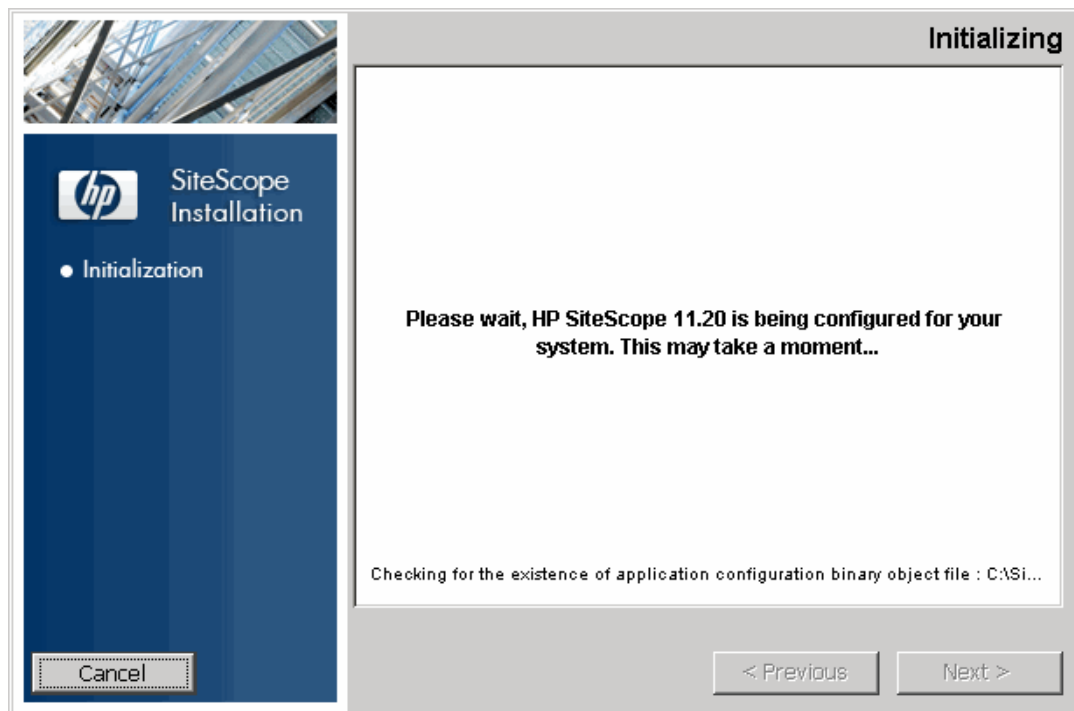 Initializing
hp
SiteScope
Installation
Initialization
Please wait, HP SiteScope 11.20 is being configured for your
system. This may take a moment...
Checking for the existence of application configuration binary object file : C:\Si...
Cancel
< Previous
Next >